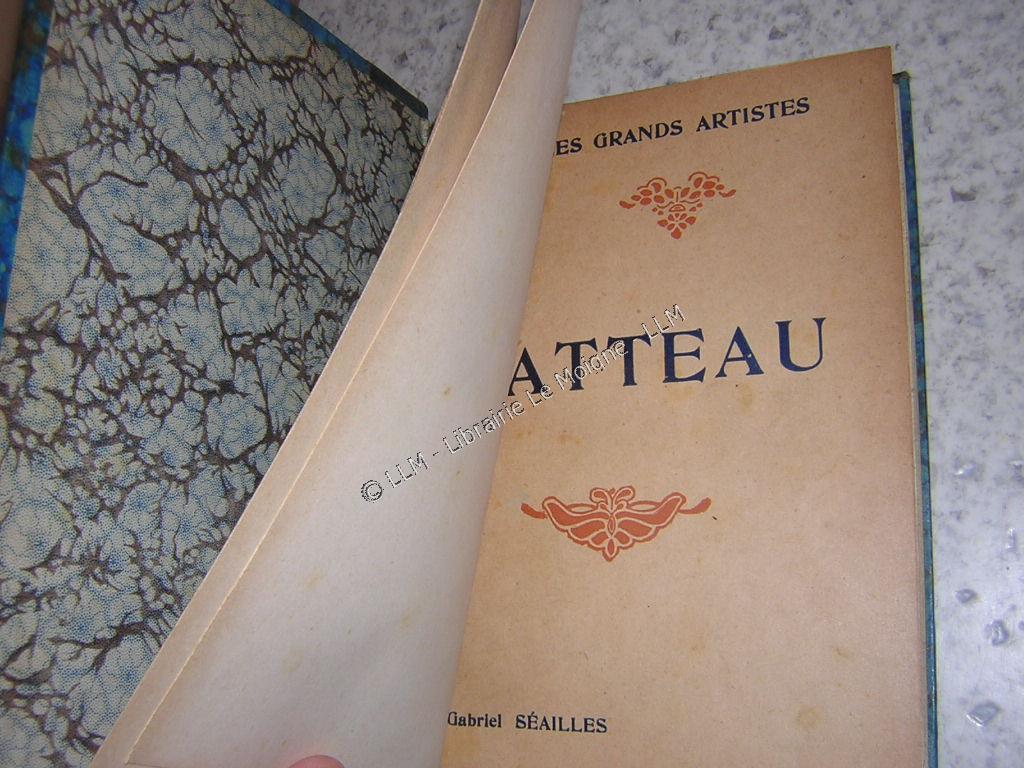 ES GRANDS ARTISTES
ATTEAU
© LLM - Librairie Le Moigne LLM
Gabriel SÉAILLES